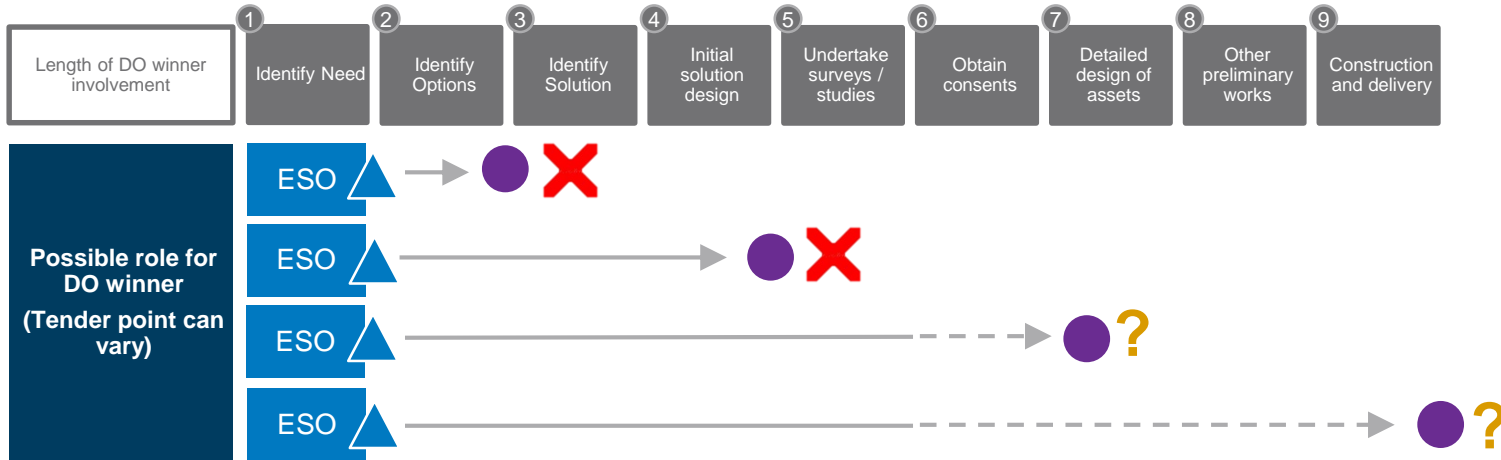 1
2
3
4
5
6
7
8
9
Length of DO winner
involvement
Identify Need
Identify
Options
Identify
Solution
Initial
solution
design
Undertake
surveys /
studies
Obtain
consents
Detailed
design of
assets
Other
preliminary
works
Construction
and delivery
Possible role for
DO winner
(Tender point can
vary)
ESO
ESO
ESO
?
ESO
?